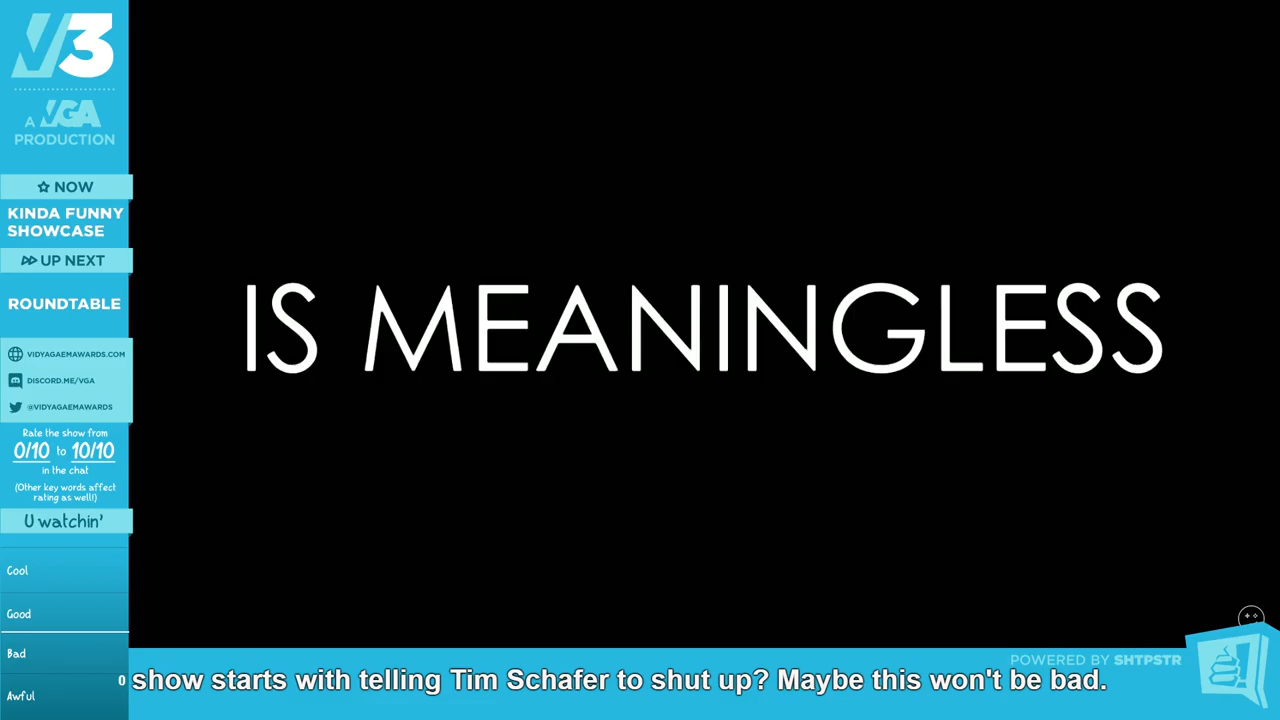 V3
A VGA
PRODUCTION
NOW
KINDA FUNNY
SHOWCASE
UP NEXT
ROUNDTABLE
VIDYAGAEMAWARDS.COM
DISCORD.ME/VGA
@VIDYAGAEMAWARDS
Rate the show from
0/10 to 10/10
in the chat
(Other key words affect
rating as well!)
U watchin'
Cool
Good
Bad
Awful
IS MEANINGLESS
POWERED BY SHTPSTR
0 show starts with telling Tim Schafer to shut up? Maybe this won't be bad.